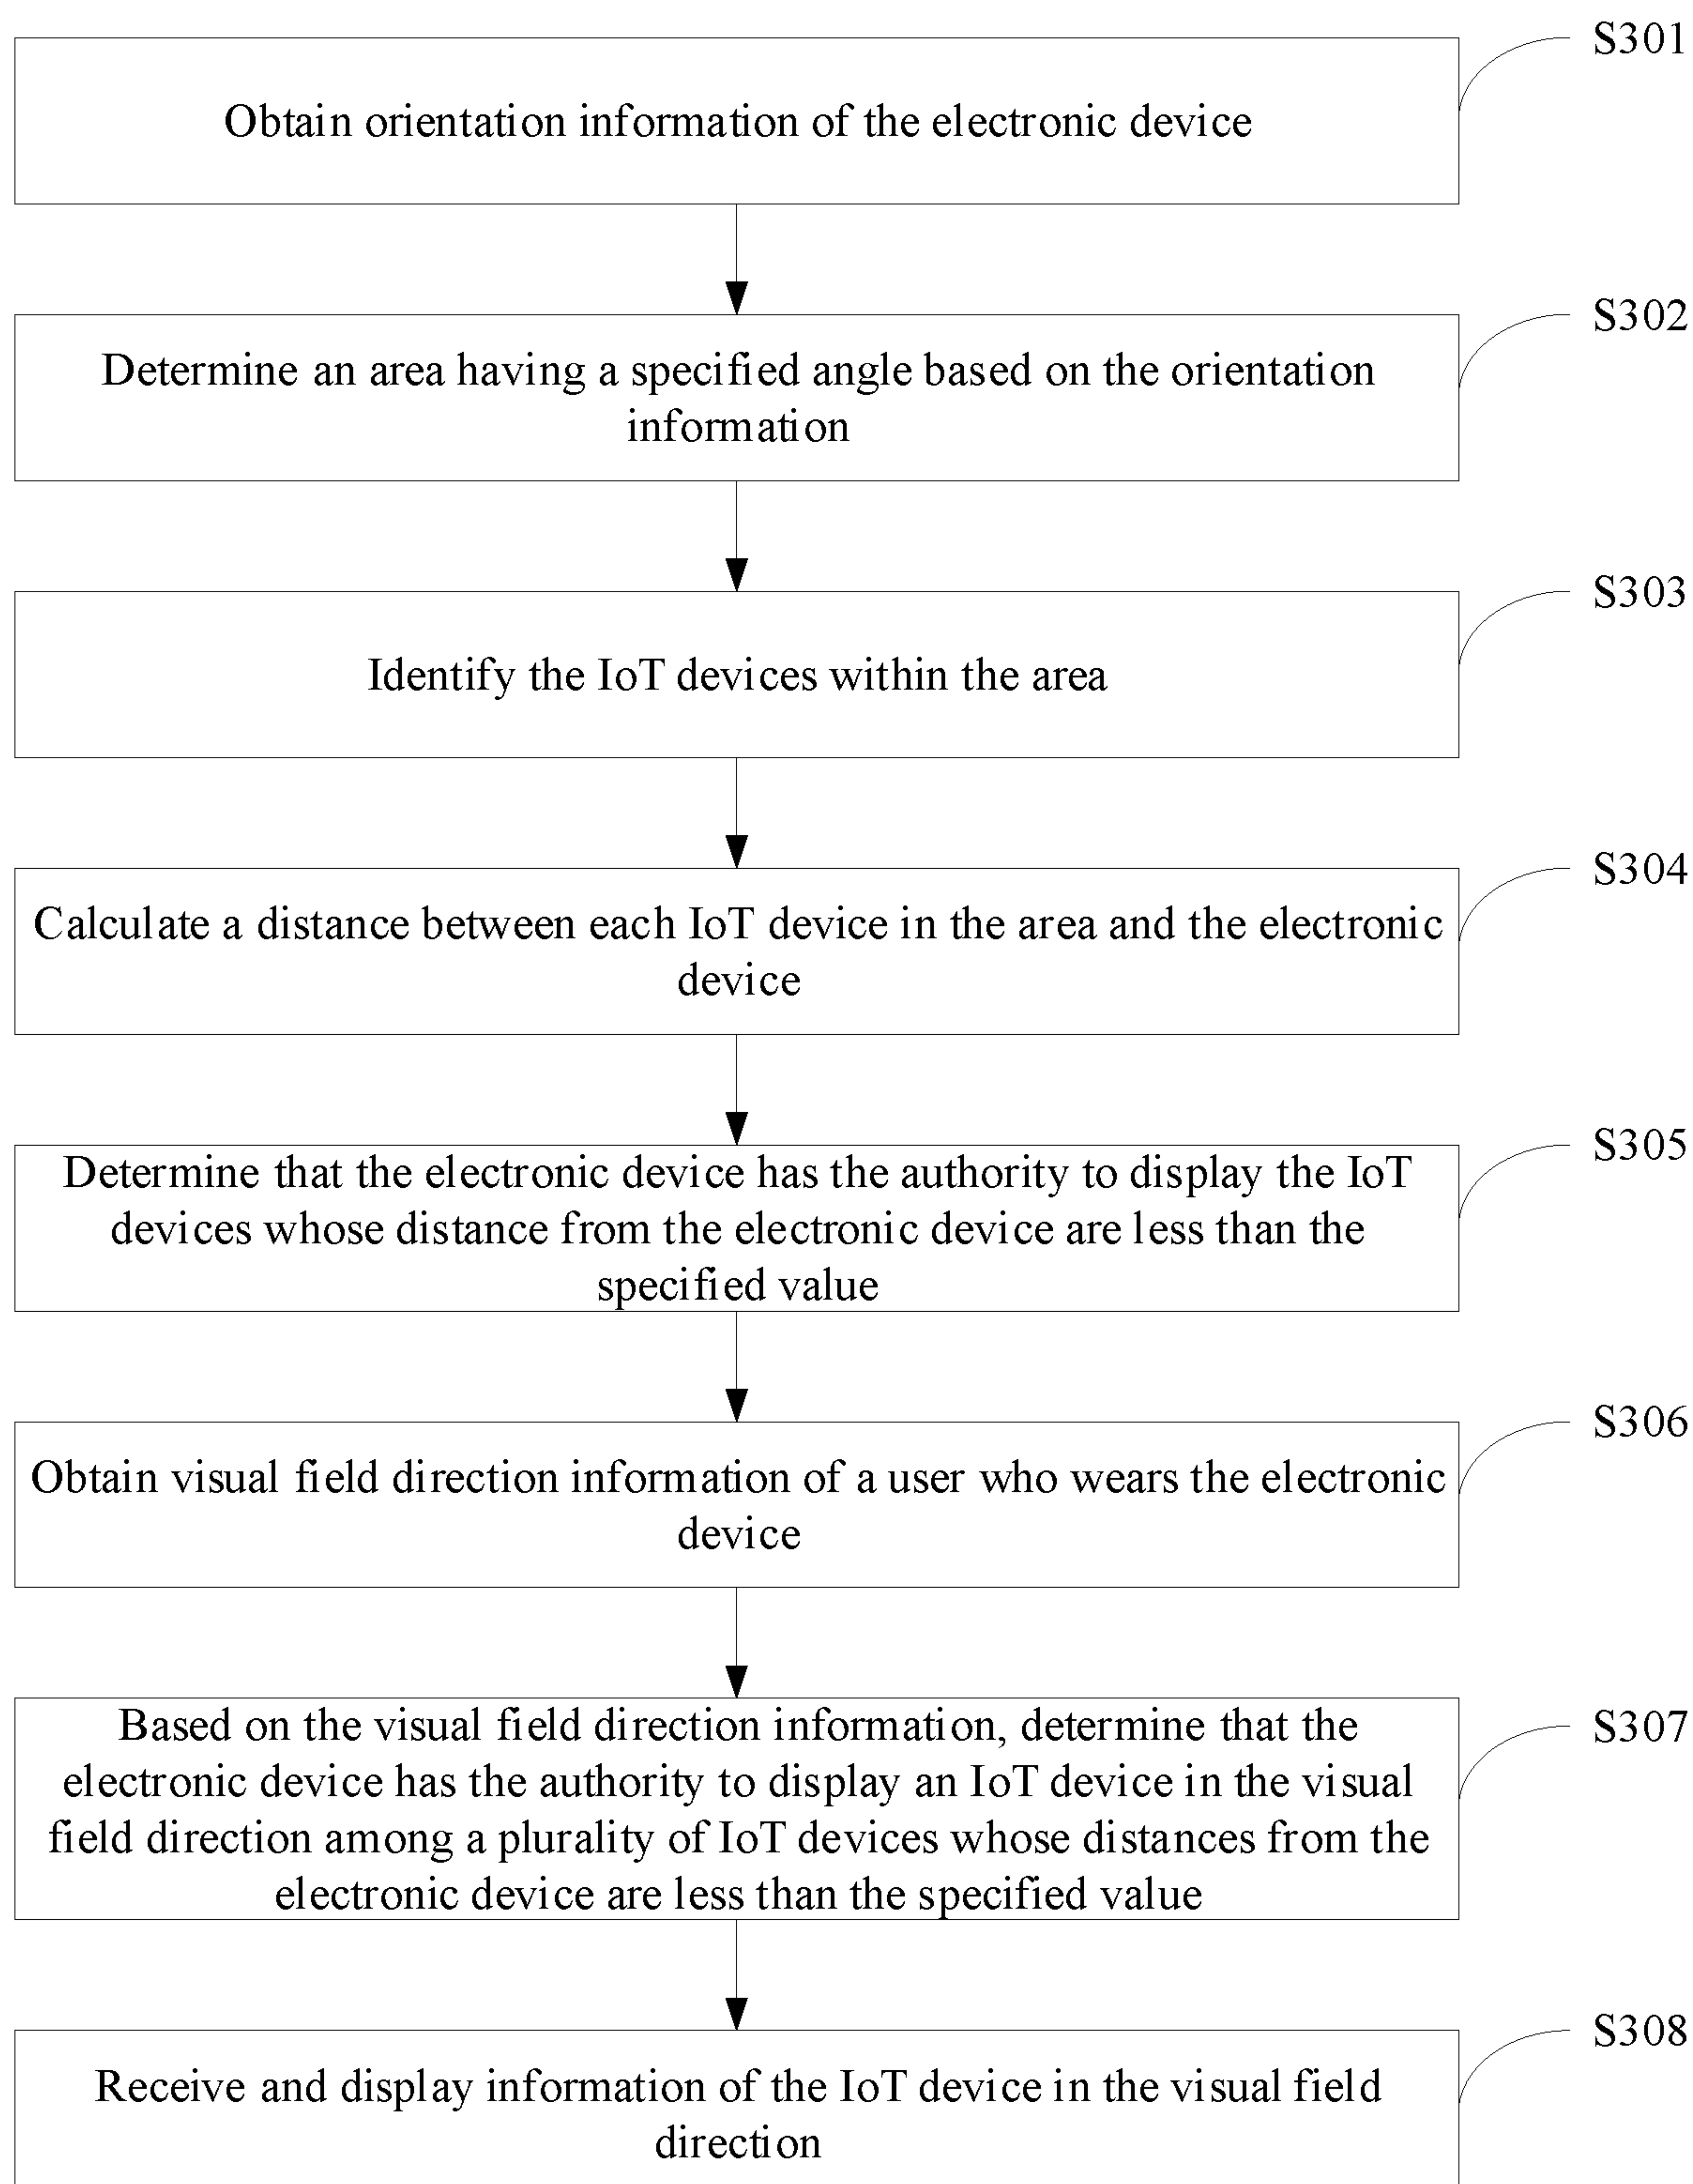 S301
Obtain orientation information of the electronic device
S302
Determine an area having a specified angle based on the orientation
information
S303
Identify the IoT devices within the area
S304
Calculate a distance between each IoT device in the area and the electronic
device
S305
Determine that the electronic device has the authority to display the IoT
devices whose distance from the electronic device are less than the
specified value
S306
Obtain visual field direction information of a user who wears the electronic
device
S307
Based on the visual field direction information, determine that the
electronic device has the authority to display an IoT device in the visual
field direction among a plurality of IoT devices whose distances from the
electronic device are less than the specified value
S308
Receive and display information of the IoT device in the visual field
direction